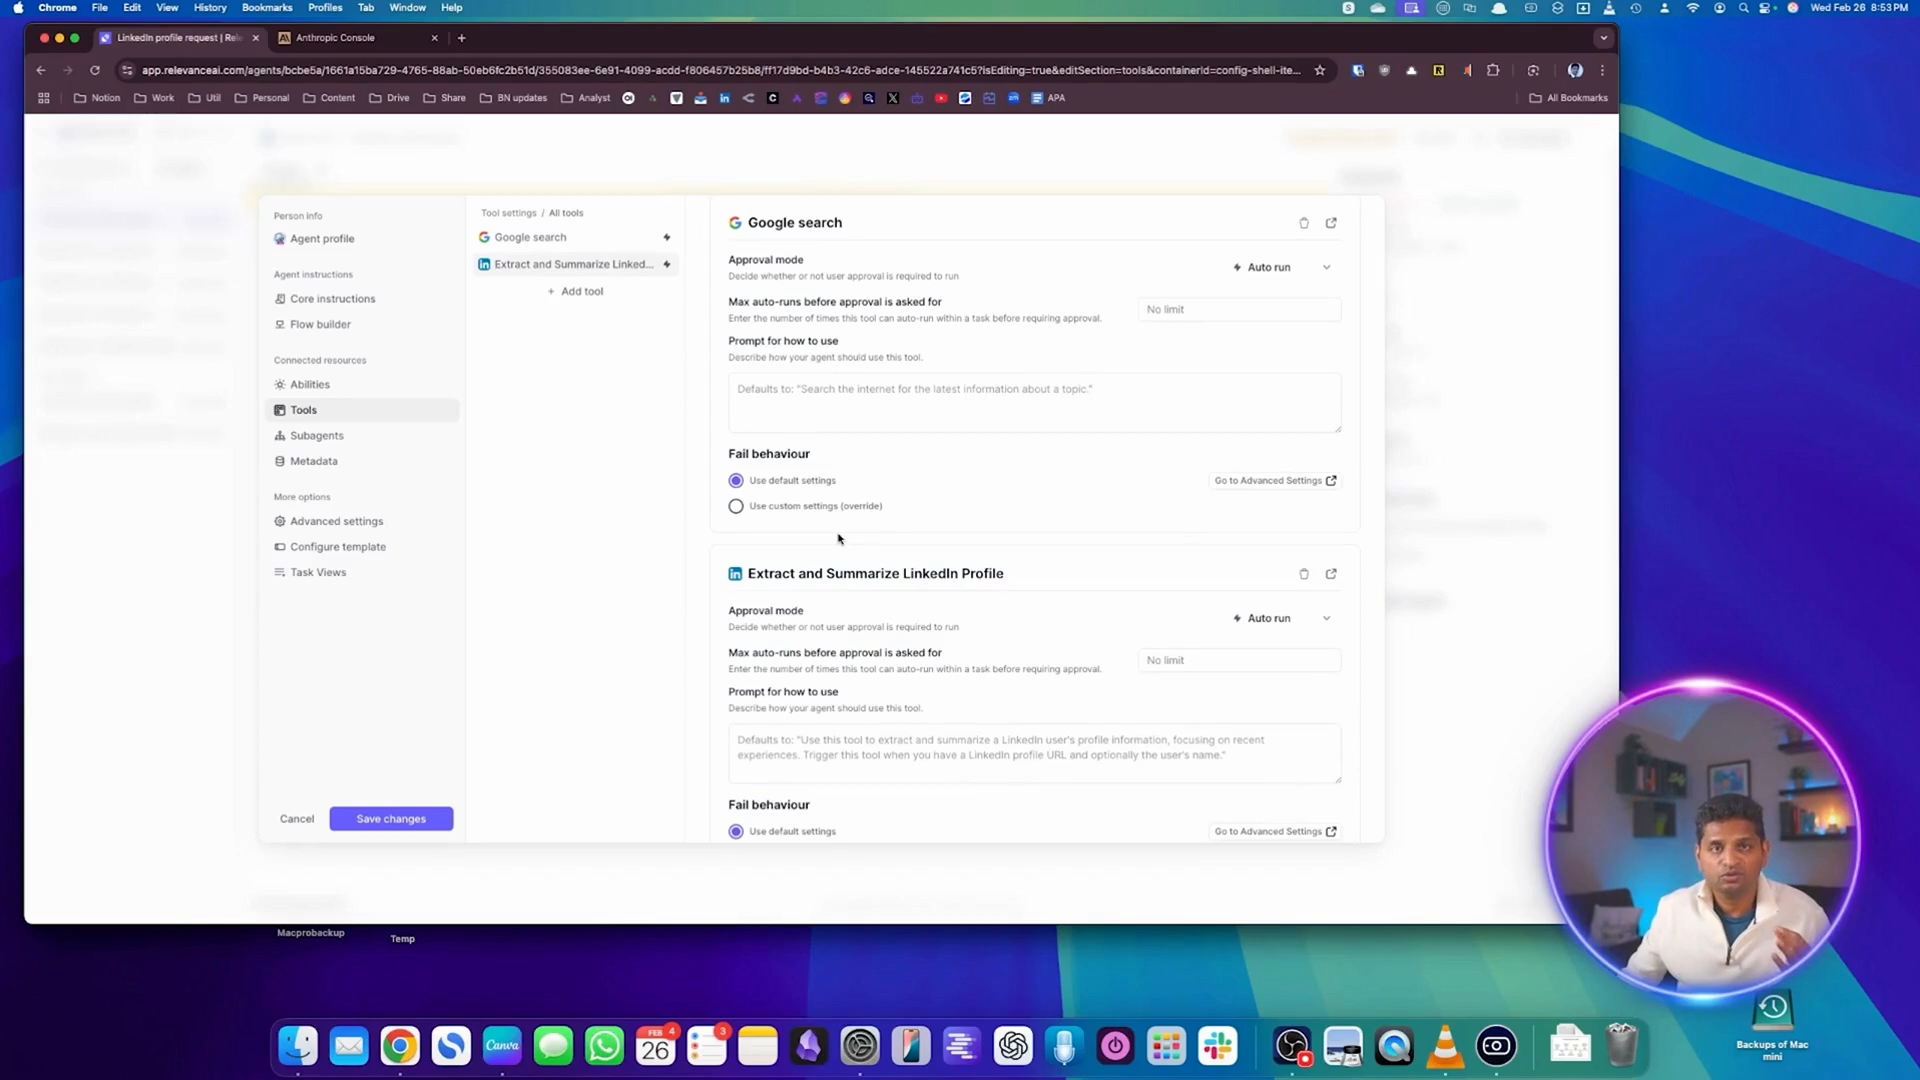 Chrome File Edit View History Bookmarks Profiles Tab Window Help
Wed Feb 26 8:53 PM
LinkedIn profile request | Rele
Anthropic Console
app.relevanceai.com/agents/bcbe5a/1661a15ba729-4765-88ab-50eb6fc2b51d/355083ee-6e91-4099-acdd-f806457b25b8/ff17d9bd-b4b3-42c6-adce-145522a741c5?isEditing=true&editSection=tools&containerId=config-shell-ite...
Notion Work Util Personal Content Drive Share BN updates Analyst APA All Bookmarks
Person info
Agent profile
Agent instructions
Core instructions
Flow builder
Connected resources
Abilities
Tools
Subagents
Metadata
More options
Advanced settings
Configure template
Task Views
Cancel
Save changes
Tool settings / All tools
Google search
Extract and Summarize Linked...
+ Add tool
Google search
Approval mode
Decide whether or not user approval is required to run
Auto run
Max auto-runs before approval is asked for
Enter the number of times this tool can auto-run within a task before requiring approval.
No limit
Prompt for how to use
Describe how your agent should use this tool.
Defaults to: "Search the internet for the latest information about a topic."
Fail behaviour
Use default settings
Go to Advanced Settings
Use custom settings (override)
Extract and Summarize LinkedIn Profile
Approval mode
Decide whether or not user approval is required to run
Auto run
Max auto-runs before approval is asked for
Enter the number of times this tool can auto-run within a task before requiring approval.
No limit
Prompt for how to use
Describe how your agent should use this tool.
Defaults to: "Use this tool to extract and summarize a LinkedIn user's profile information, focusing on recent
experiences. Trigger this tool when you have a LinkedIn profile URL and optionally the user's name."
Fail behaviour
Use default settings
Go to Advanced Settings
Macprobackup
Temp
Canva
FEB
26
4
3
Backups of Mac
mini